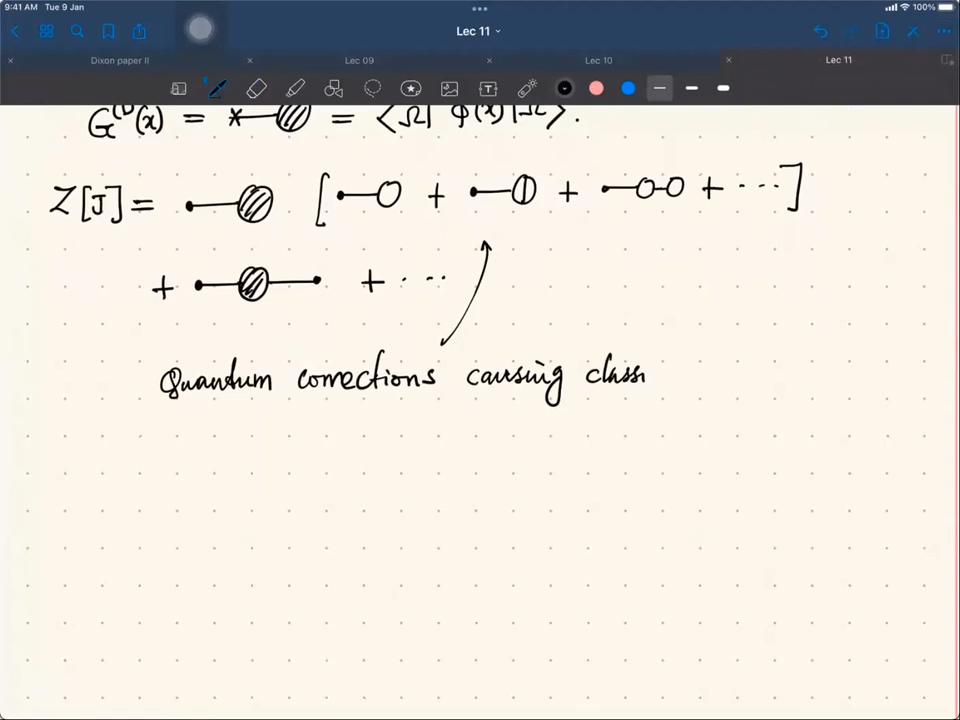 9:41 AM Tue 9 Jan
100%
Lec 11
Dixon paper II
Lec 09
Lec 10
Lec 11
G⁽¹⁾(x) = = ⟨Ω| φ(x) |Ω⟩.
Z[J] = [ + + + ... ]
+ + ...
Quantum corrections causing class